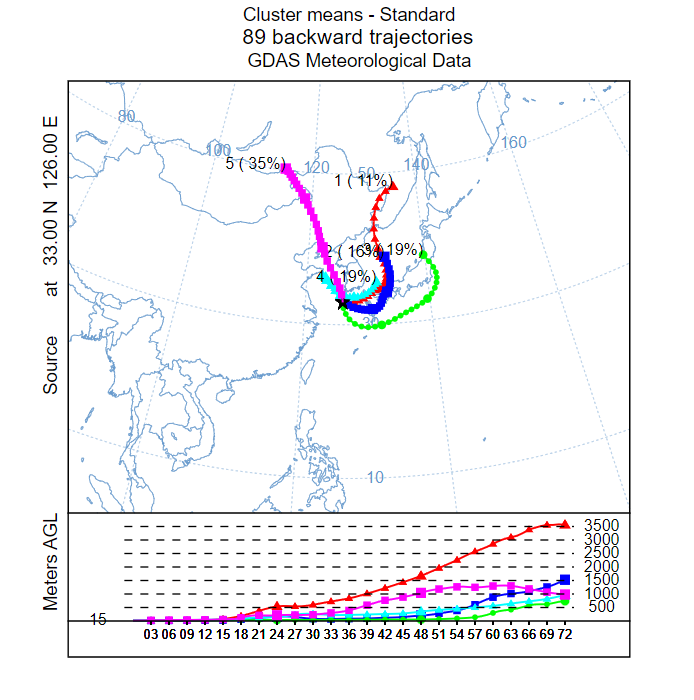 Cluster means - Standard
89 backward trajectories
GDAS Meteorological Data
Source at 33.00 N 126.00 E
80
100
120
140
160
5 ( 35%)
50
1 ( 11%)
2 ( 16%)
3 ( 19%)
4 ( 19%)
30
10
Meters AGL
15
3500
3000
2500
2000
1500
1000
500
03 06 09 12 15 18 21 24 27 30 33 36 39 42 45 48 51 54 57 60 63 66 69 72